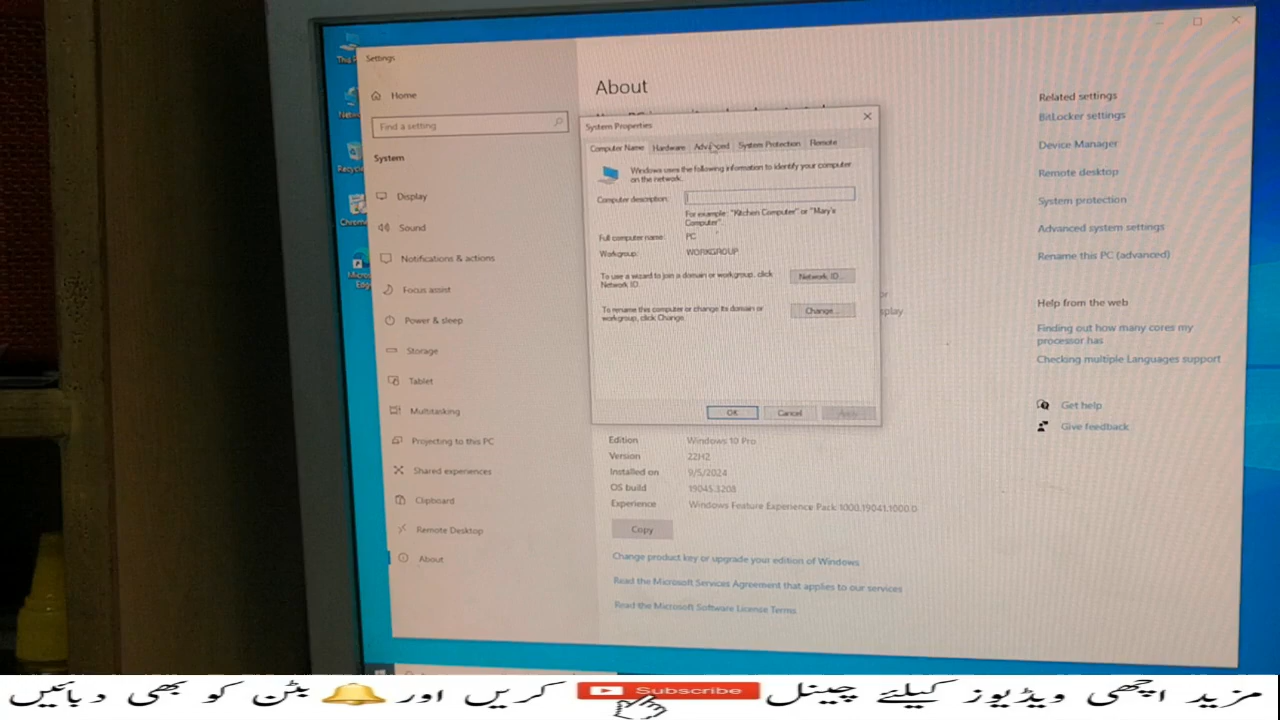 Settings
Home
Find a setting
System
Display
Sound
Notifications & actions
Focus assist
Power & sleep
Storage
Tablet
Multitasking
Projecting to this PC
Shared experiences
Clipboard
Remote Desktop
About
About
System Properties
Computer Name Hardware Advanced System Protection Remote
Windows uses the following information to identify your computer
on the network.
Computer description:
For example: "Kitchen Computer" or "Mary's
Computer".
Full computer name: PC
Workgroup: WORKGROUP
To use a wizard to join a domain or workgroup, click
Network ID.
Network ID...
To rename this computer or change its domain or
workgroup, click Change.
Change...
OK Cancel Apply
Edition Windows 10 Pro
Version 22H2
Installed on 9/5/2024
OS build 19045.3208
Experience Windows Feature Experience Pack 1000.19041.1000.0
Copy
Change product key or upgrade your edition of Windows
Read the Microsoft Services Agreement that applies to our services
Read the Microsoft Software License Terms
Related settings
BitLocker settings
Device Manager
Remote desktop
System protection
Advanced system settings
Rename this PC (advanced)
Help from the web
Finding out how many cores my
processor has
Checking multiple Languages support
Get help
Give feedback
مزید اچھی ویڈیوز کیلئے چینل Subscribe کریں اور بٹن کو بھی دبائیں